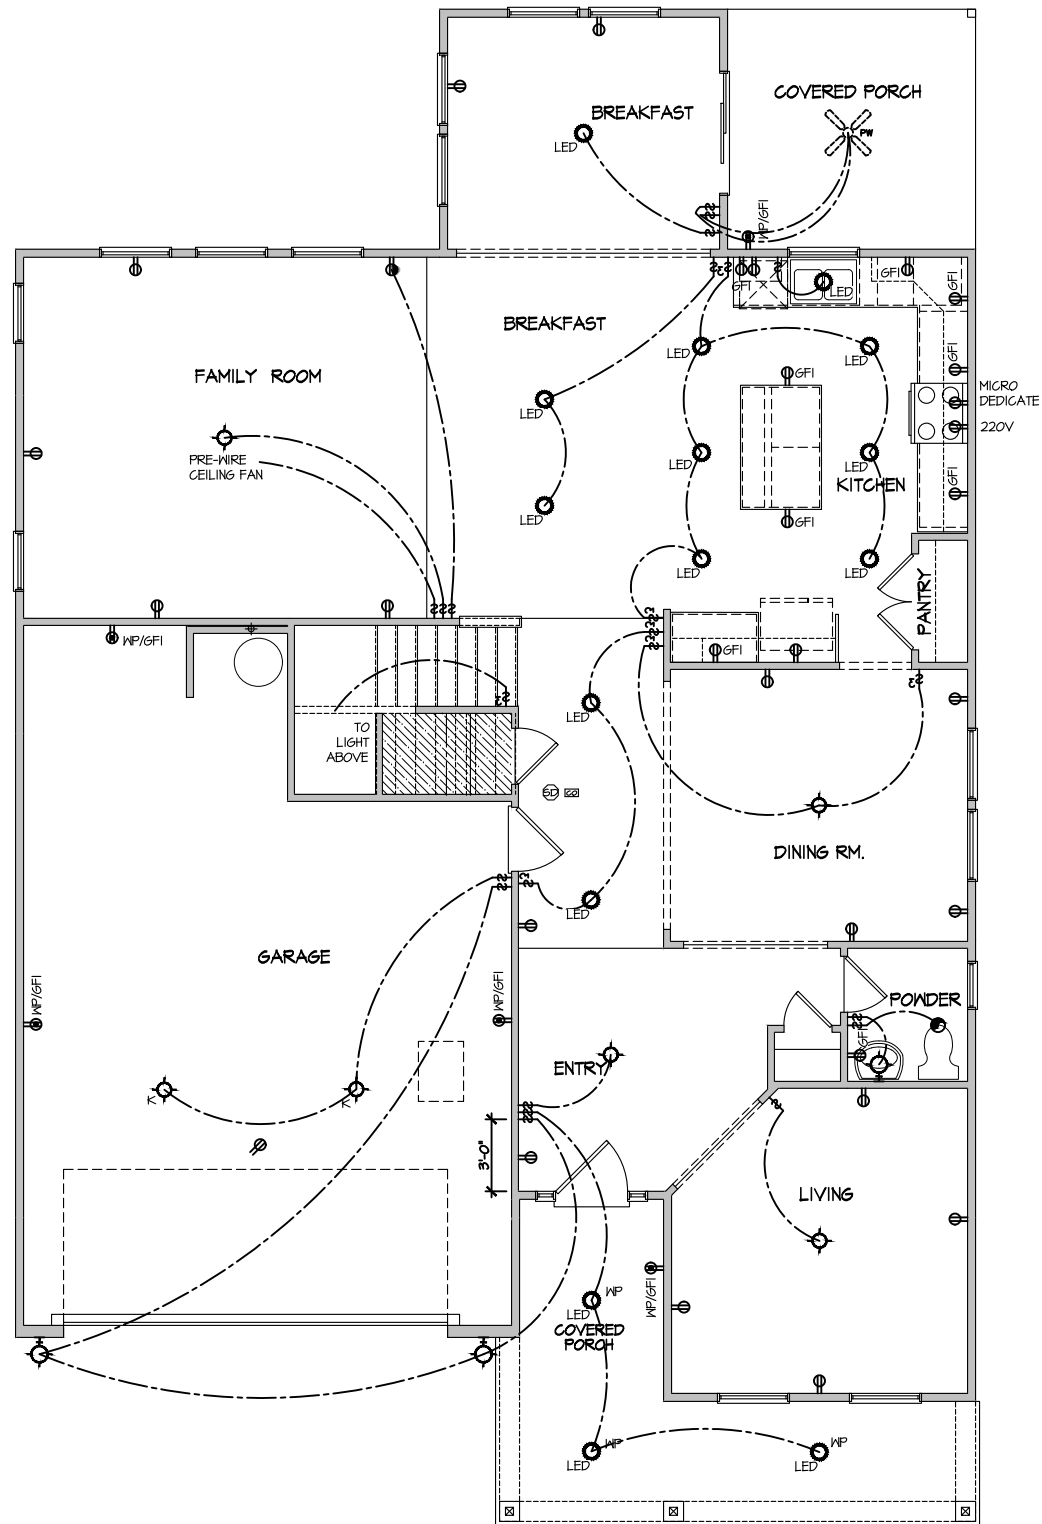 COVERED PORCH
BREAKFAST
PW
LED
WP/GFI
GFI
GFI
LED
GFI
BREAKFAST
LED
LED
GFI
FAMILY ROOM
GFI
MICRO
DEDICATE
LED
220V
PRE-WIRE
CEILING FAN
LED
LED
GFI
KITCHEN
LED
GFI
LED
LED
PANTRY
WP/GFI
GFI
LED
TO
LIGHT
ABOVE
SD
CO
DINING RM.
LED
GARAGE
WP/GFI
WP/GFI
POWDER
GFI
ENTRY
K
K
3'-0"
LIVING
WP
WP/GFI
LED
COVERED
PORCH
WP
WP
LED
LED